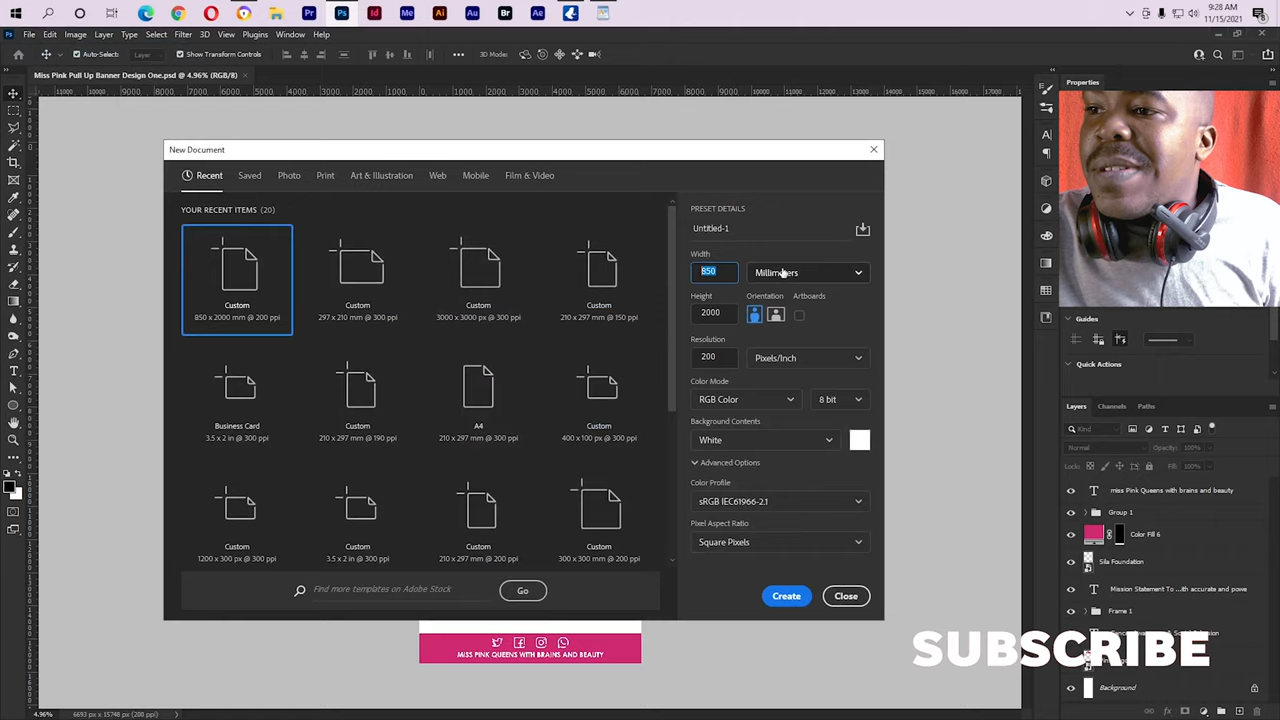 9:28 AM
11/15/2021
File Edit Image Layer Type Select Filter 3D View Plugins Window Help
Auto-Select: Layer Show Transform Controls 3D Mode:
Miss Pink Pull Up Banner Design One.psd @ 4.96% (RGB/8)
New Document
Recent Saved Photo Print Art & Illustration Web Mobile Film & Video
YOUR RECENT ITEMS (20)
Custom
850 x 2000 mm @ 200 ppi
Custom
297 x 210 mm @ 300 ppi
Custom
3000 x 3000 px @ 300 ppi
Custom
210 x 297 mm @ 150 ppi
Business Card
3.5 x 2 in @ 300 ppi
Custom
210 x 297 mm @ 190 ppi
A4
210 x 297 mm @ 300 ppi
Custom
400 x 100 px @ 300 ppi
Custom
1200 x 300 px @ 300 ppi
Custom
3.5 x 2 in @ 300 ppi
Custom
210 x 297 mm @ 200 ppi
Custom
300 x 300 mm @ 200 ppi
Find more templates on Adobe Stock
Go
PRESET DETAILS
Untitled-1
Width
850 Millimeters
Height Orientation Artboards
2000
Resolution
200 Pixels/Inch
Color Mode
RGB Color 8 bit
Background Contents
White
Advanced Options
Color Profile
sRGB IEC61966-2.1
Pixel Aspect Ratio
Square Pixels
Create Close
MISS PINK QUEENS WITH BRAINS AND BEAUTY
Properties
Guides
Quick Actions
Layers Channels Paths
Kind
Normal Opacity: 100%
Lock: Fill: 100%
miss Pink Queens with brains and beauty
Group 1
Color Fill 6
Sila Foundation
Mission Statement To ...ith accurate and powe
Frame 1
Background
SUBSCRIBE
4.96% 6693 px x 15748 px (200 ppi)